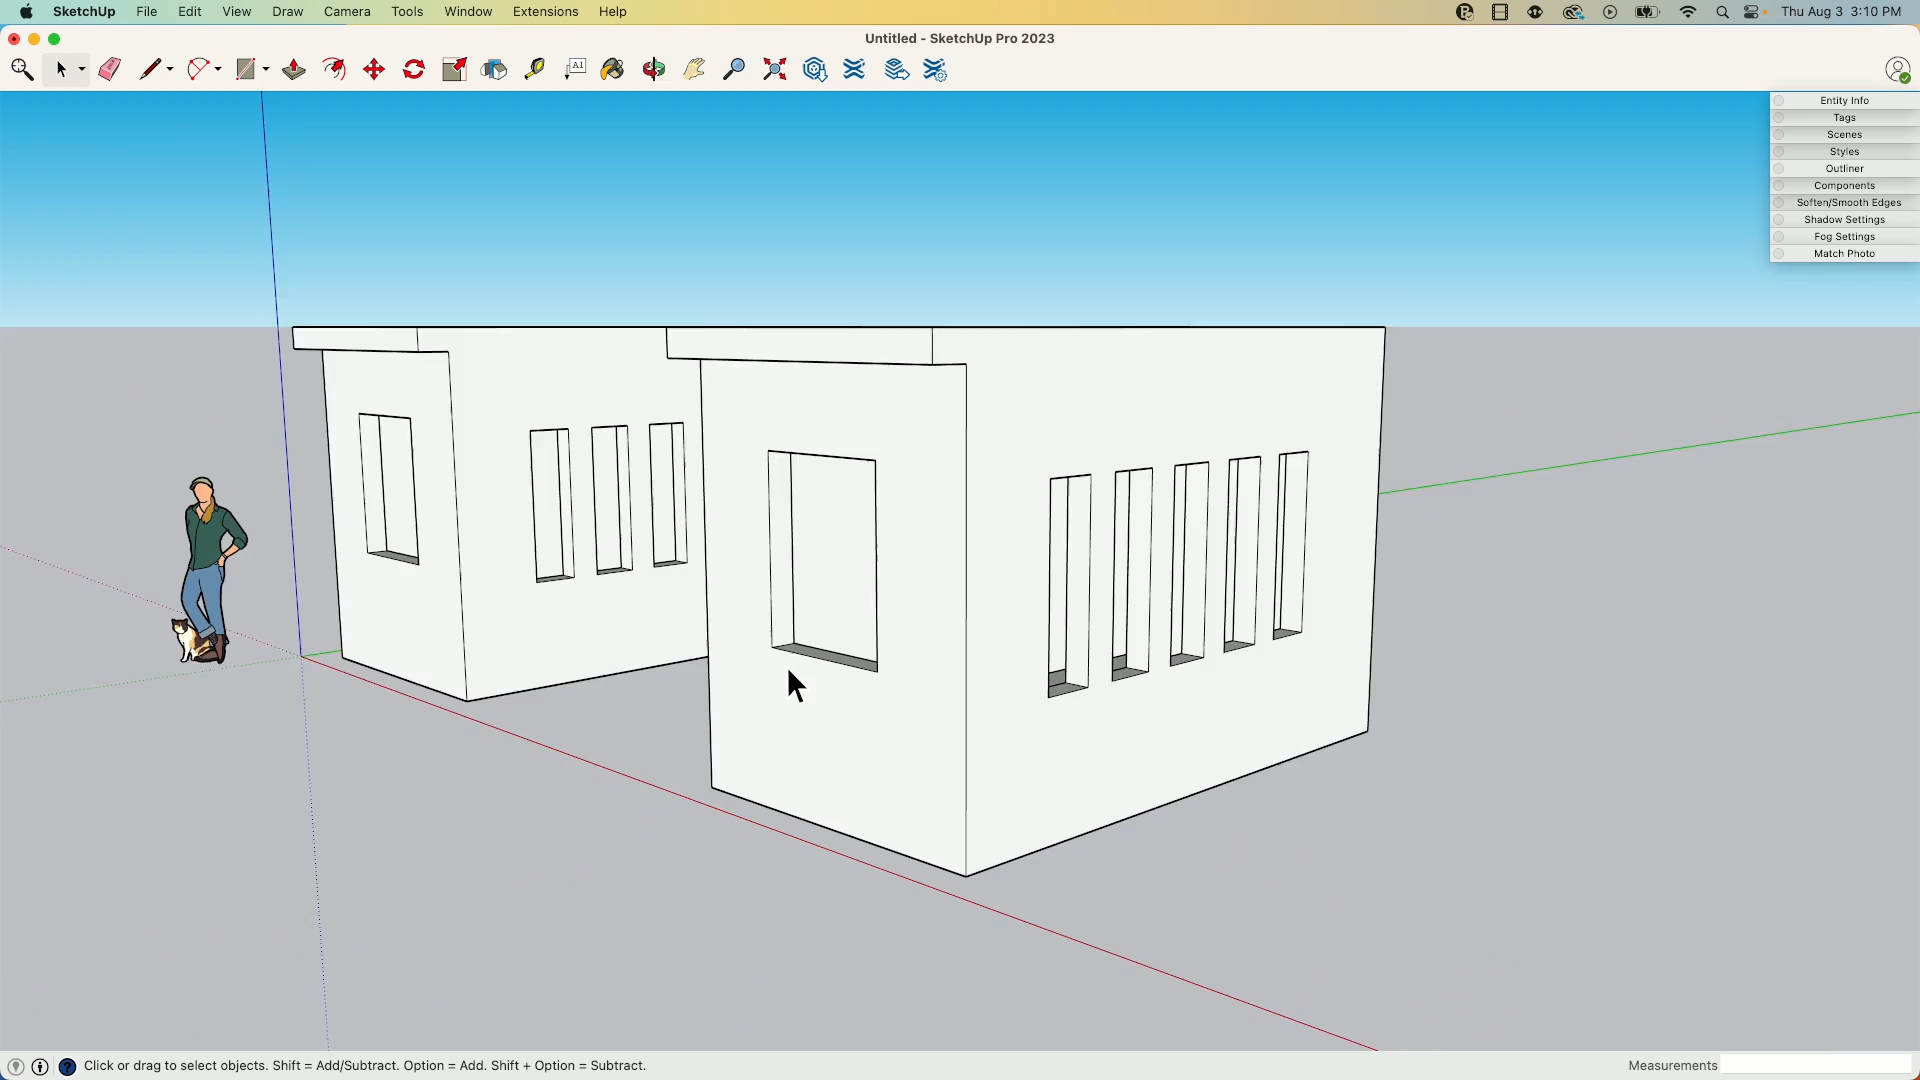 SketchUp File Edit View Draw Camera Tools Window Extensions Help Thu Aug 3 3:10 PM
Untitled - SketchUp Pro 2023
A1
Entity Info
Tags
Scenes
Styles
Outliner
Components
Soften/Smooth Edges
Shadow Settings
Fog Settings
Match Photo
Click or drag to select objects. Shift = Add/Subtract. Option = Add. Shift + Option = Subtract. Measurements